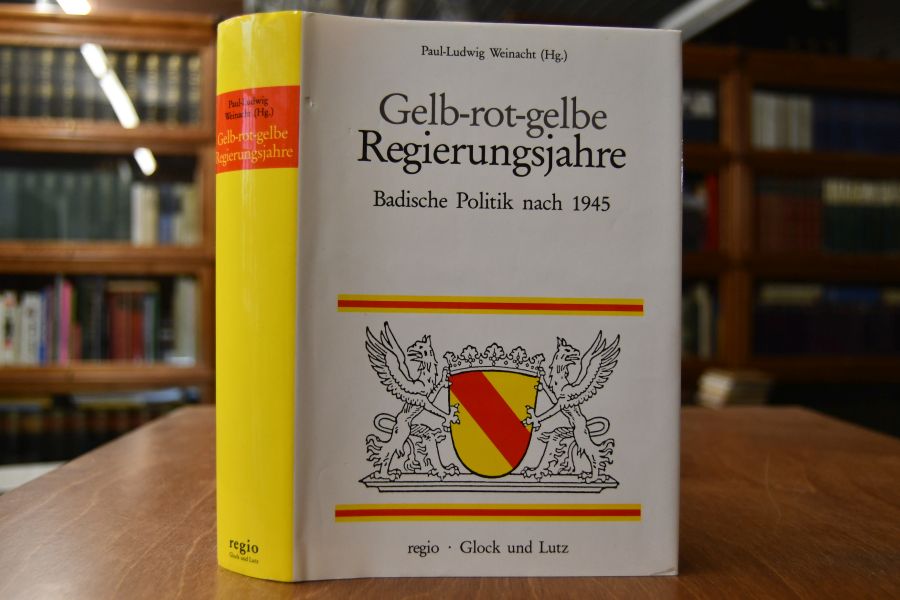 Paul-Ludwig Weinacht (Hg.)
Gelb-rot-gelbe
Regierungsjahre
Badische Politik nach 1945
regio · Glock und Lutz
Paul-Ludwig
Weinacht (Hg.)
Gelb-rot-gelbe
Regierungsjahre
regio
Glock und Lutz